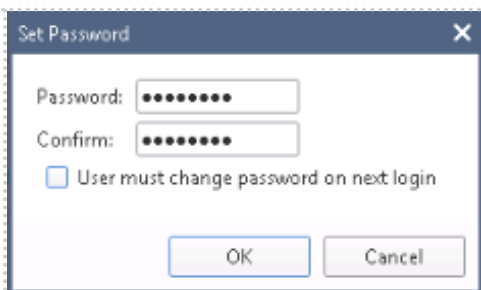 Set Password
Password: ●●●●●●●●
Confirm: ●●●●●●●●
User must change password on next login
OK Cancel